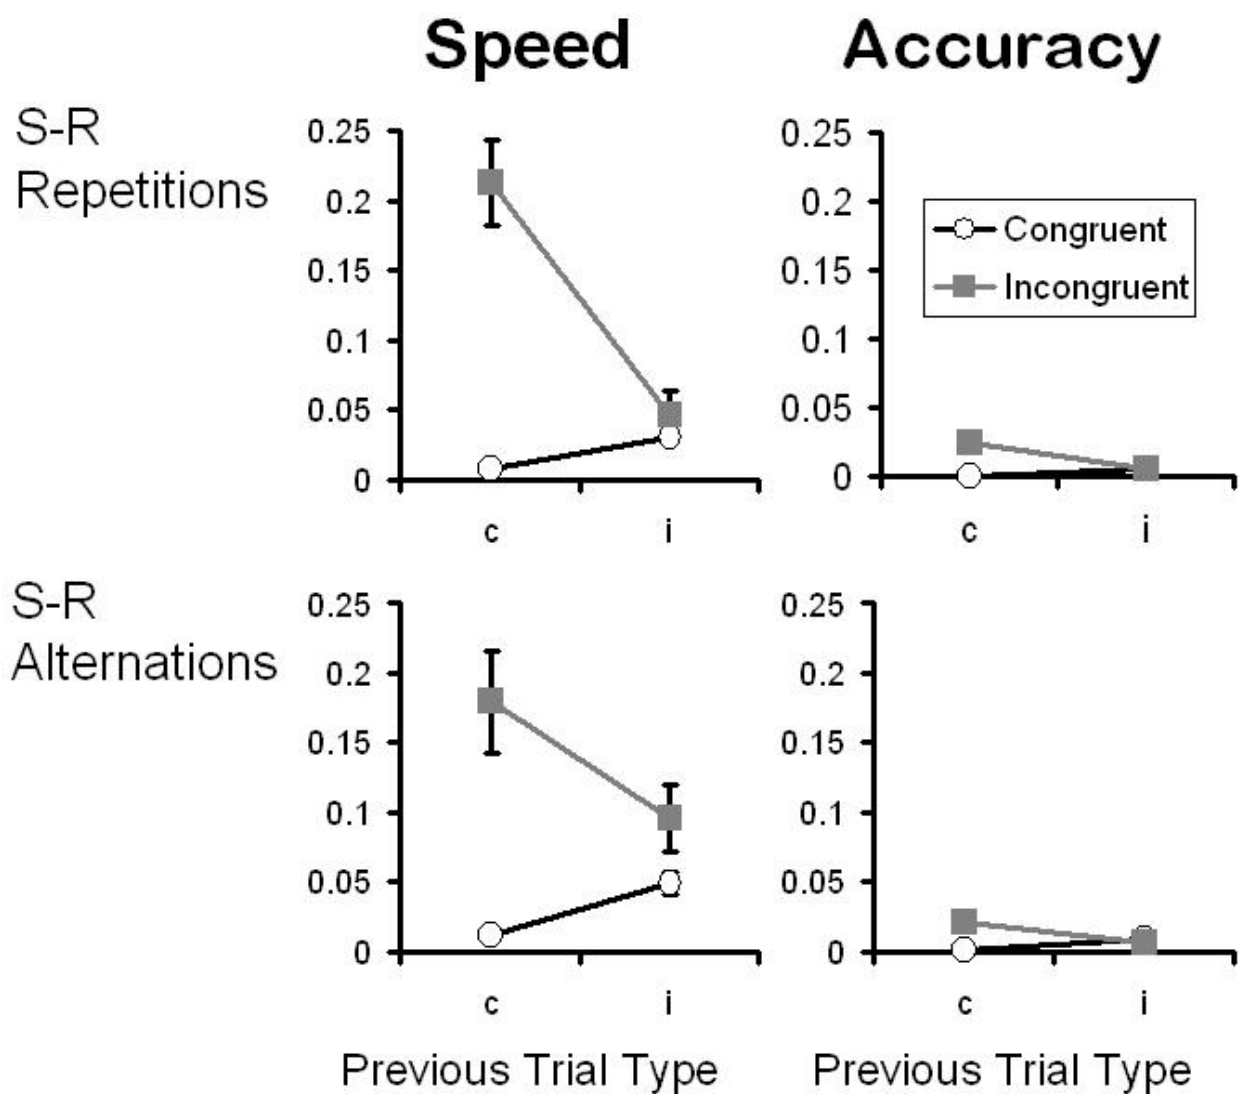 Speed
Accuracy
S-R
Repetitions
0.25
0.2
0.15
0.1
0.05
0
c
i
0.25
0.2
0.15
0.1
0.05
0
Congruent
Incongruent
c
i
S-R
Alternations
0.25
0.2
0.15
0.1
0.05
0
c
i
Previous Trial Type
0.25
0.2
0.15
0.1
0.05
0
c
i
Previous Trial Type